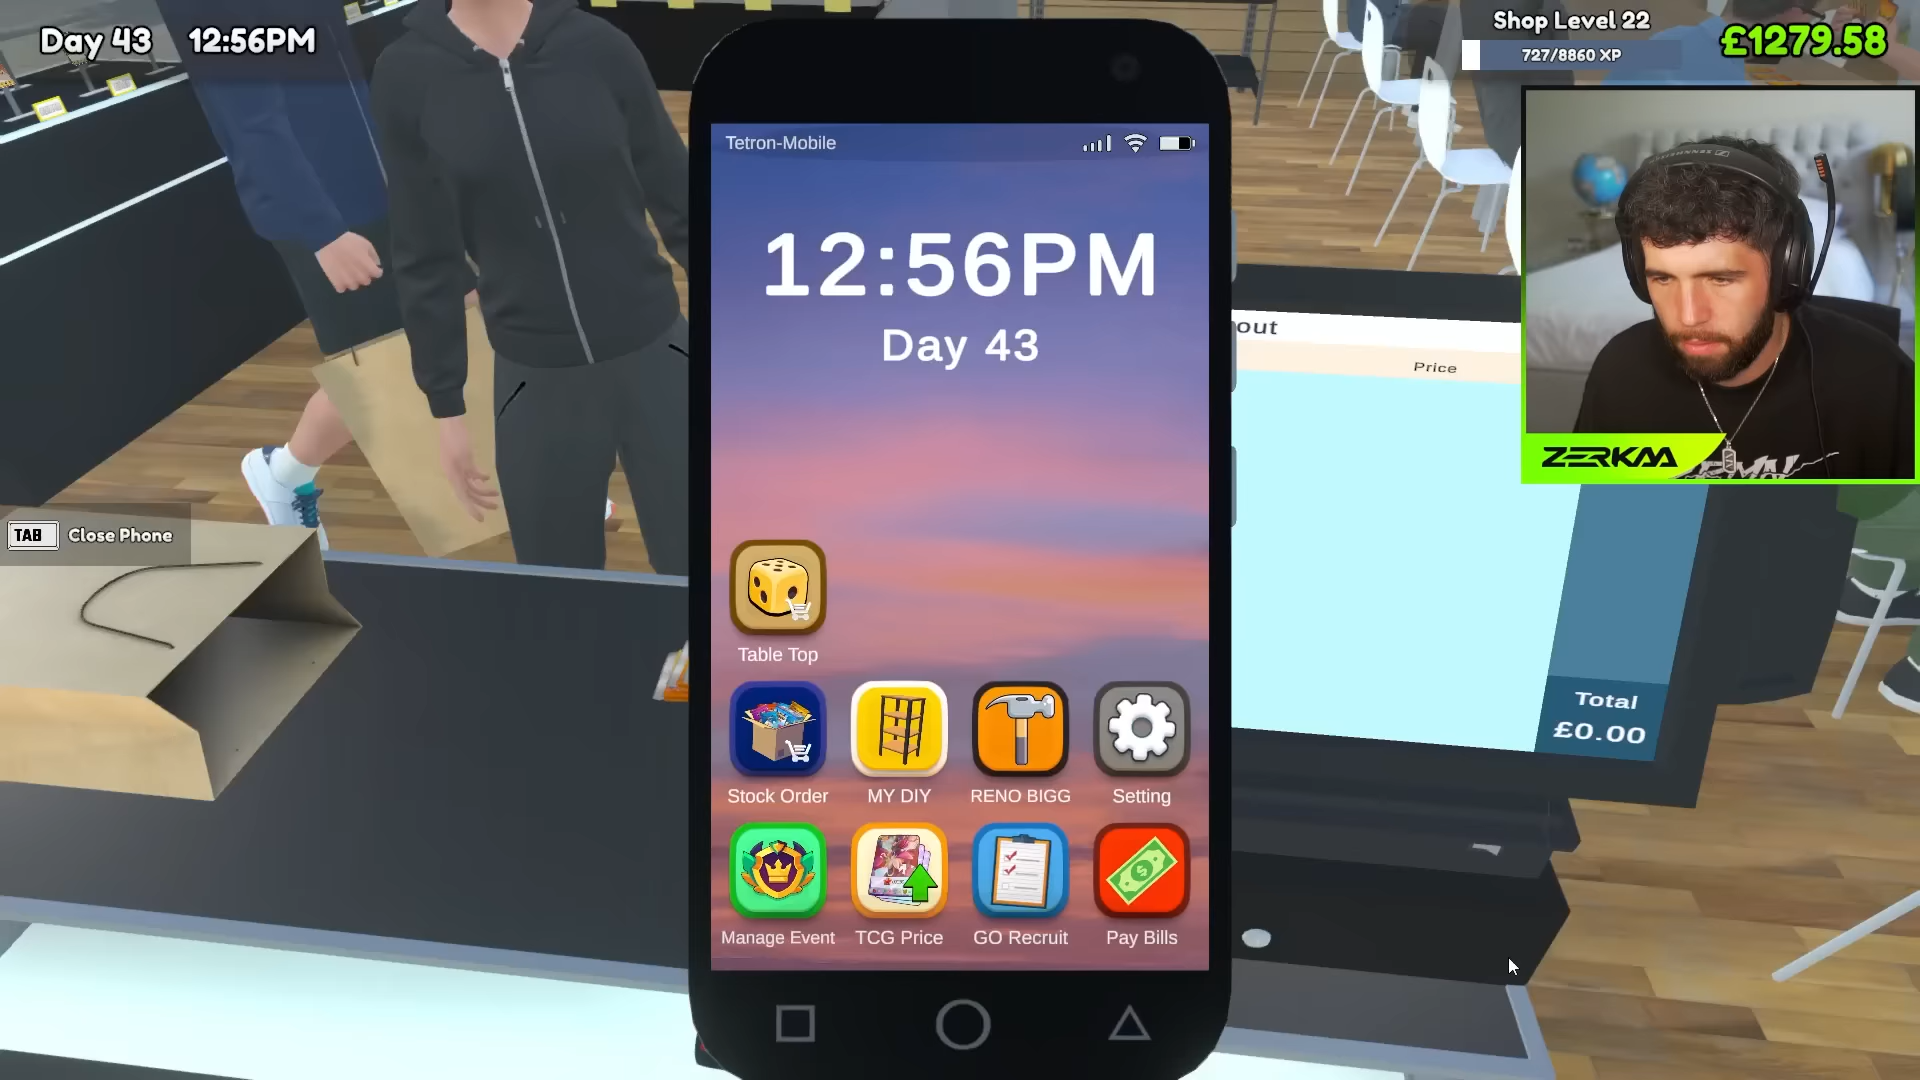 Day 43 12:56PM
Shop Level 22
727/8860 XP
£1279.58
Tetron-Mobile
12:56PM
Day 43
out
Price
ZERKAA
TAB Close Phone
Table Top
Stock Order
MY DIY
RENO BIGG
Setting
Total
£0.00
Manage Event
TCG Price
GO Recruit
Pay Bills